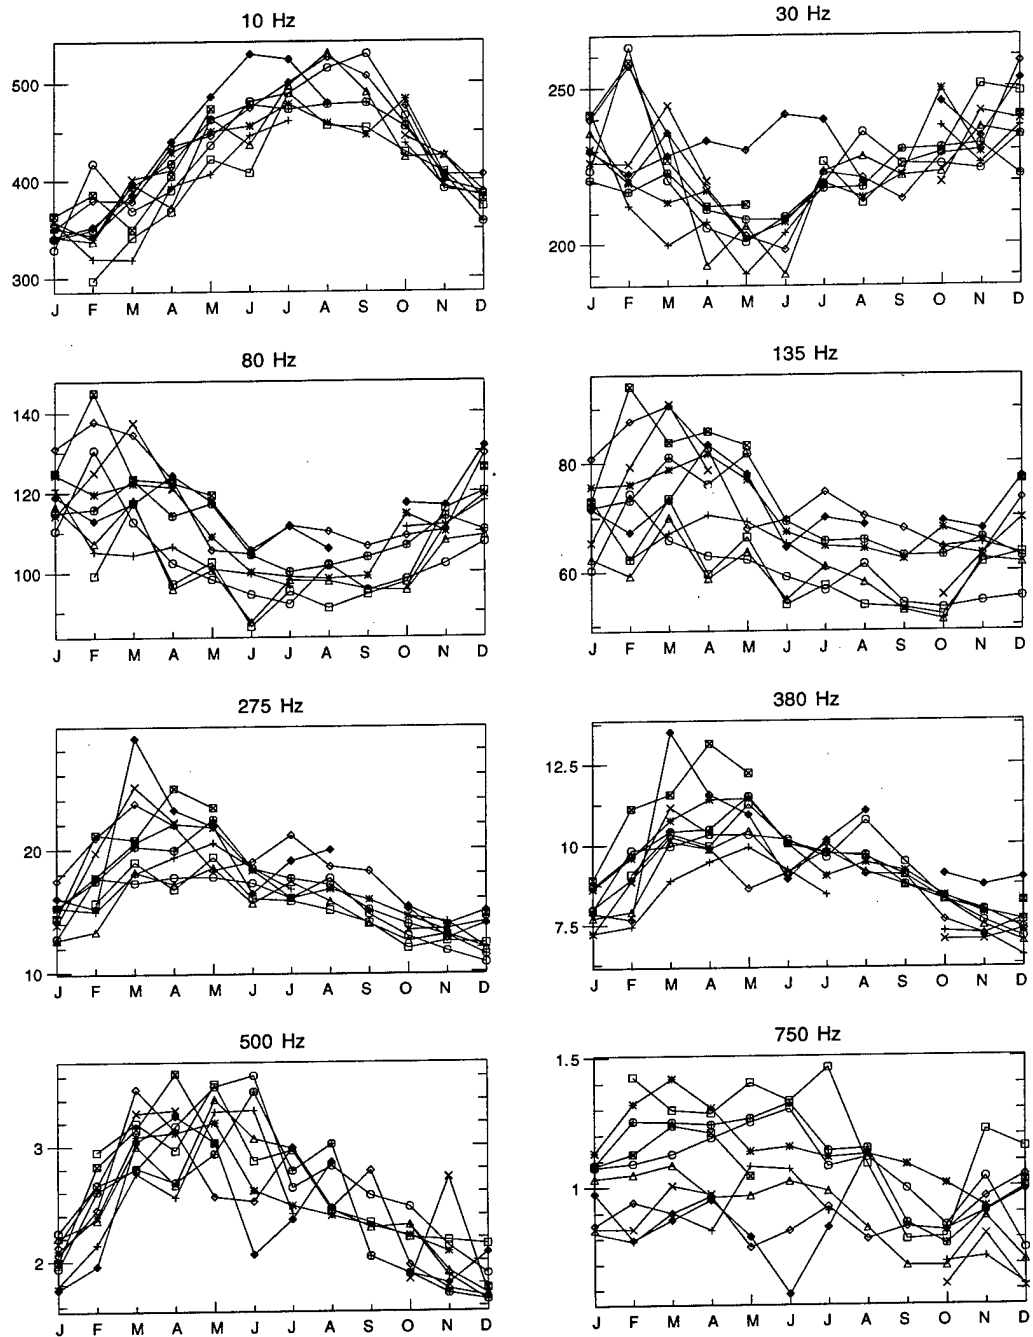 10 Hz
500
400
300
J F M A M J J A S O N D
30 Hz
250
200
J F M A M J J A S O N D
80 Hz
140
120
100
J F M A M J J A S O N D
135 Hz
80
60
J F M A M J J A S O N D
275 Hz
20
10
J F M A M J J A S O N D
380 Hz
12.5
10
7.5
J F M A M J J A S O N D
500 Hz
3
2
J F M A M J J A S O N D
750 Hz
1.5
1
J F M A M J J A S O N D